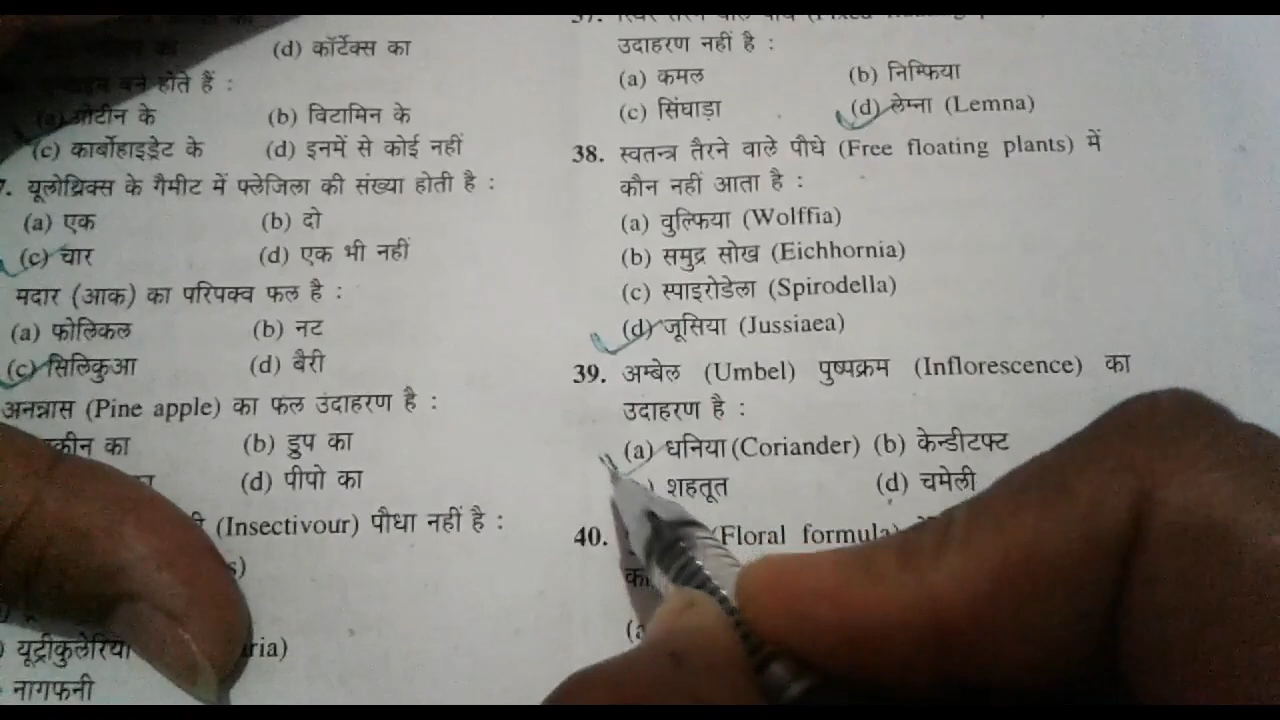 (d) कॉर्टेक्स का
बने होते हैं :
(a) प्रोटीन के (b) विटामिन के
(c) कार्बोहाइड्रेट के (d) इनमें से कोई नहीं
7. यूलोथ्रिक्स के गैमीट में फ्लेजिला की संख्या होती है :
(a) एक (b) दो
(c) चार (d) एक भी नहीं
मदार (आक) का परिपक्व फल है :
(a) फोलिकल (b) नट
(c) सिलिकुआ (d) बैरी
अनन्नास (Pine apple) का फल उदाहरण है :
का (b) ड्रुप का
(d) पीपो का
(Insectivour) पौधा नहीं है :
यूट्रीकुलेरिया
नागफनी
37.
उदाहरण नहीं है :
(a) कमल (b) निम्फिया
(c) सिंघाड़ा (d) लेम्ना (Lemna)
38. स्वतन्त्र तैरने वाले पौधे (Free floating plants) में
कौन नहीं आता है :
(a) वुल्फिया (Wolffia)
(b) समुद्र सोख (Eichhornia)
(c) स्पाइरोडेला (Spirodella)
(d) जूसिया (Jussiaea)
39. अम्बेल (Umbel) पुष्पक्रम (Inflorescence) का
उदाहरण है :
(a) धनिया (Coriander) (b) केन्डीटफ्ट
शहतूत (d) चमेली
40. (Floral formula)